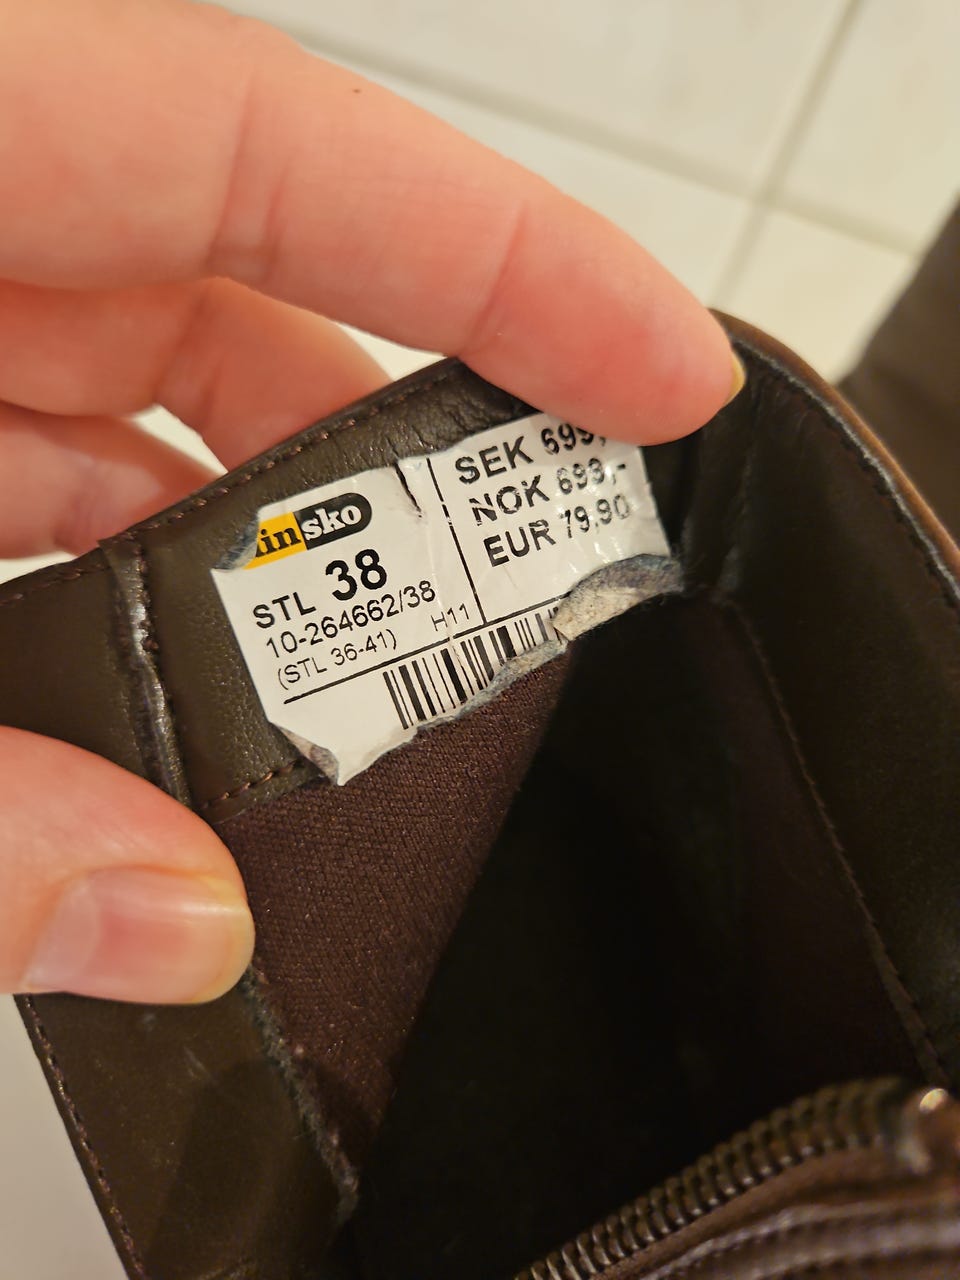 insko
STL 38
10-264662/38
(STL 36-41) H11
SEK 699,
NOK 699,-
EUR 79,90